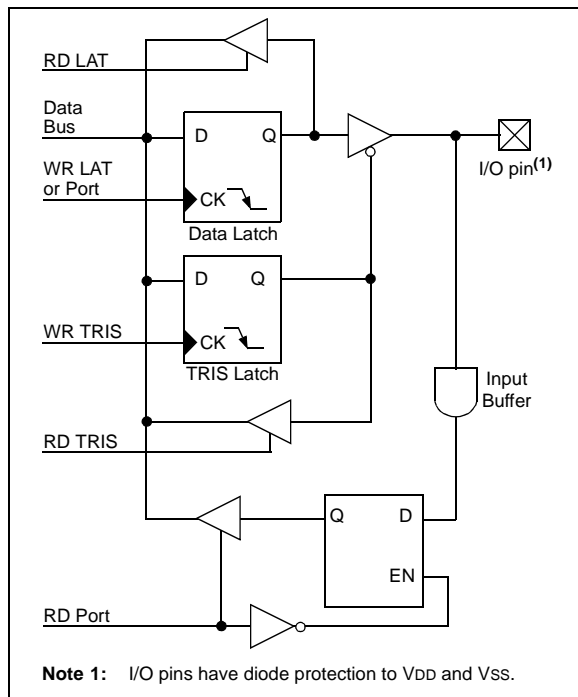 RD LAT
Data
Bus
D
Q
I/O pin(1)
WR LAT
or Port
CK
Data Latch
D
Q
WR TRIS
CK
TRIS Latch
Input
Buffer
RD TRIS
Q
D
EN
RD Port
Note 1: I/O pins have diode protection to VDD and VSS.